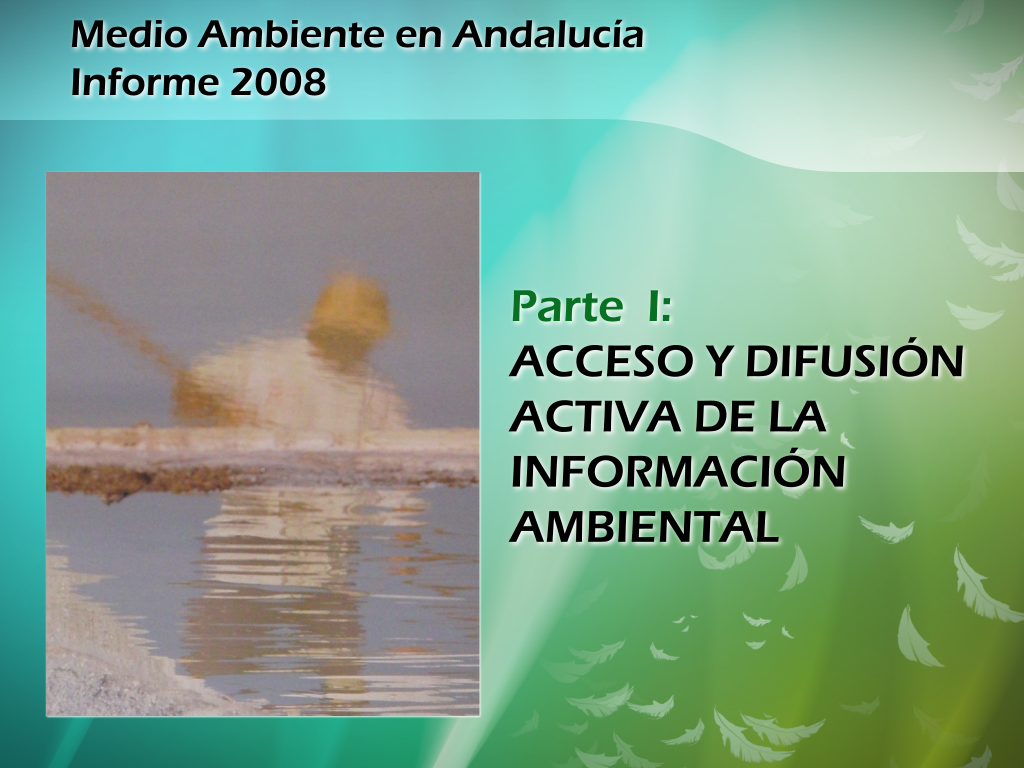 Medio Ambiente en Andalucía
Informe 2008
Parte I:
ACCESO Y DIFUSIÓN
ACTIVA DE LA
INFORMACIÓN
AMBIENTAL